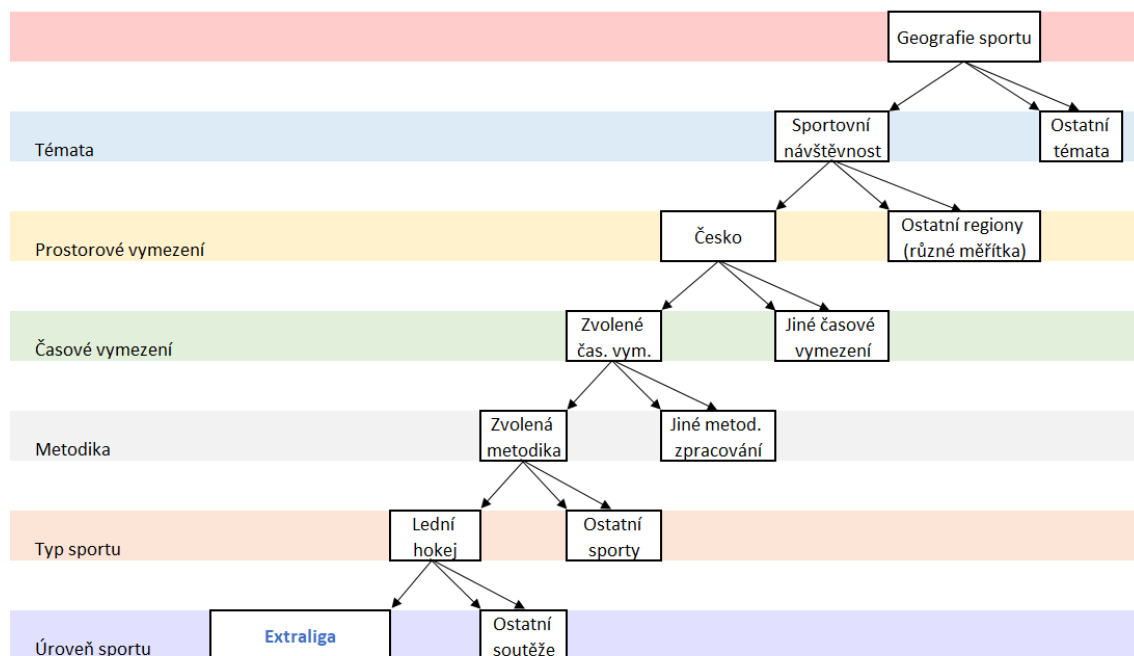 Geografie sportu
Témata
Sportovní
návštěvnost
Ostatní
témata
Prostorové vymezení
Česko
Ostatní regiony
(různé měřítka)
Časové vymezení
Zvolené
čas. vym.
Jiné časové
vymezení
Metodika
Zvolená
metodika
Jiné metod.
zpracování
Typ sportu
Lední
hokej
Ostatní
sporty
Úroveň sportu
Extraliga
Ostatní
soutěže